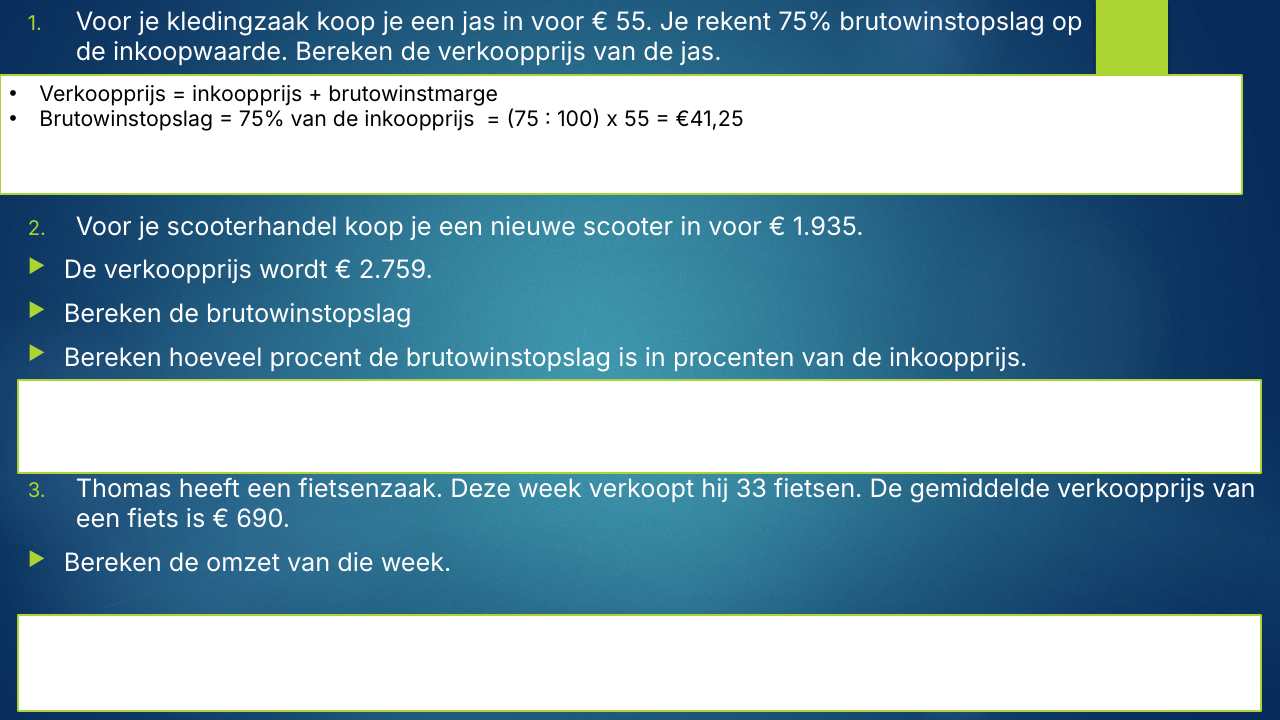 1. Voor je kledingzaak koop je een jas in voor € 55. Je rekent 75% brutowinstopslag op
de inkoopwaarde. Bereken de verkoopprijs van de jas.
• Verkoopprijs = inkoopprijs + brutowinstmarge
• Brutowinstopslag = 75% van de inkoopprijs = (75 : 100) x 55 = €41,25
2. Voor je scooterhandel koop je een nieuwe scooter in voor € 1.935.
De verkoopprijs wordt € 2.759.
Bereken de brutowinstopslag
Bereken hoeveel procent de brutowinstopslag is in procenten van de inkoopprijs.
3. Thomas heeft een fietsenzaak. Deze week verkoopt hij 33 fietsen. De gemiddelde verkoopprijs van
een fiets is € 690.
Bereken de omzet van die week.